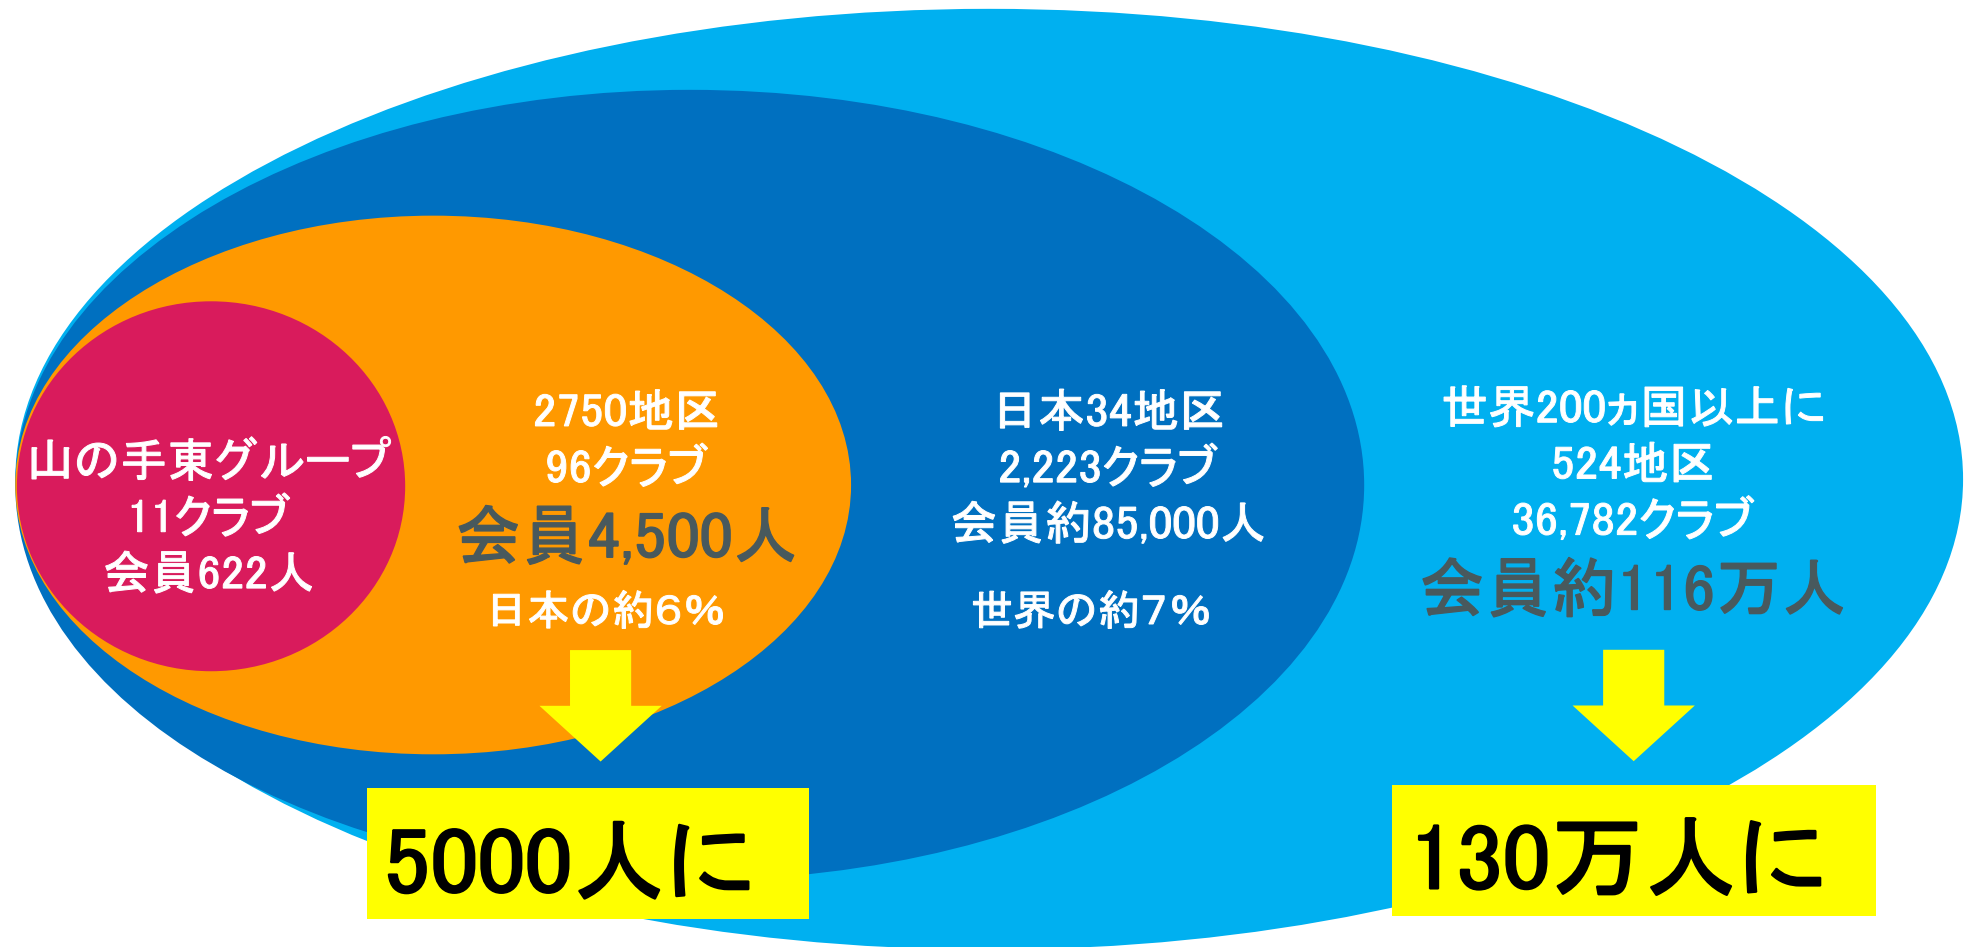 山の手東グループ
11クラブ
会員622人
2750地区
96クラブ
会員4,500人
日本の約６％
5000人に
日本34地区
2,223クラブ
会員約85,000人
世界の約７％
世界200ヵ国以上に
524地区
36,782クラブ
会員約116万人
130万人に